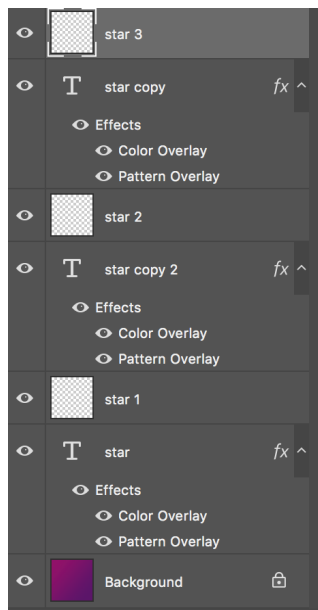 star 3
T star copy fx
Effects
Color Overlay
Pattern Overlay
star 2
T star copy 2 fx
Effects
Color Overlay
Pattern Overlay
star 1
T star fx
Effects
Color Overlay
Pattern Overlay
Background